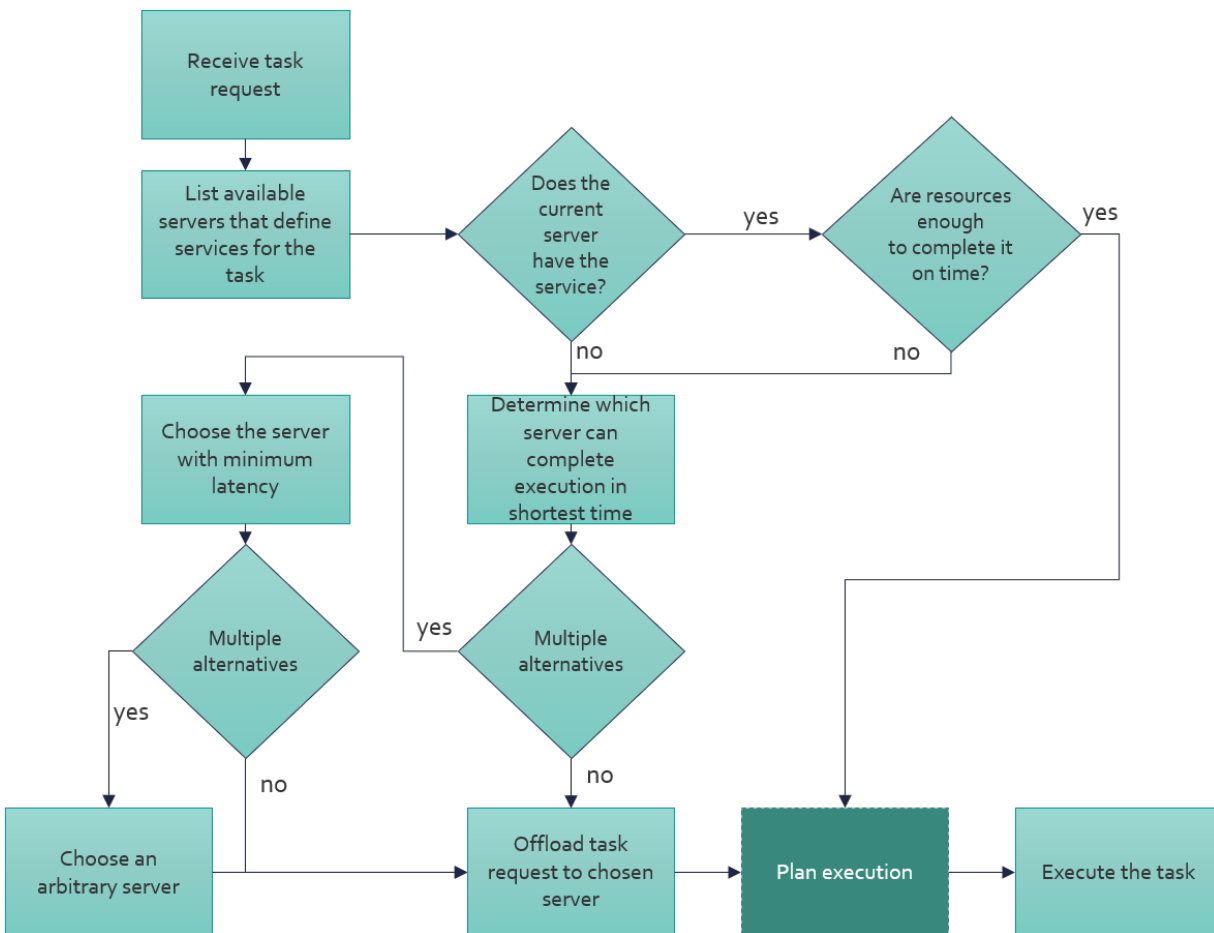 Receive task
request
List available
servers that define
services for the
task
Does the
current
server
have the
service?
yes
Are resources
enough
to complete it
on time?
yes
no
no
Choose the server
with minimum
latency
Determine which
server can
complete
execution in
shortest time
Multiple
alternatives
yes
Multiple
alternatives
yes
no
no
Choose an
arbitrary server
Offload task
request to chosen
server
Plan execution
Execute the task